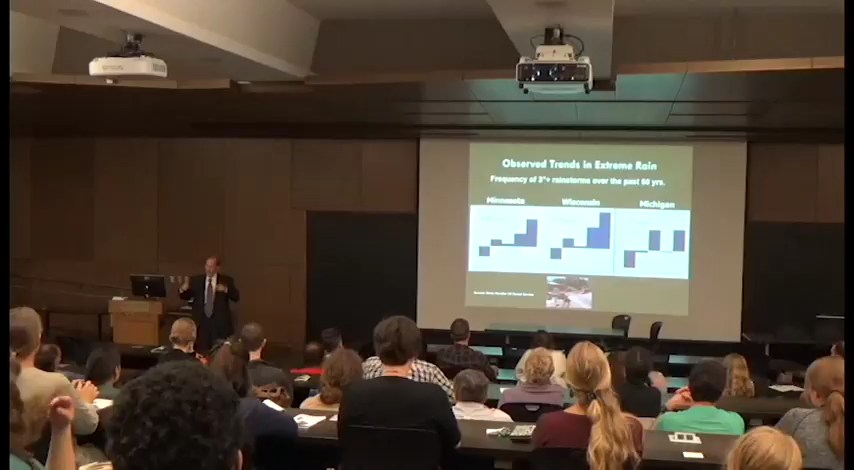 Observed Trends in Extreme Rain
Frequency of 3"+ rainstorms over the past 60 yrs.
Minnesota Wisconsin Michigan